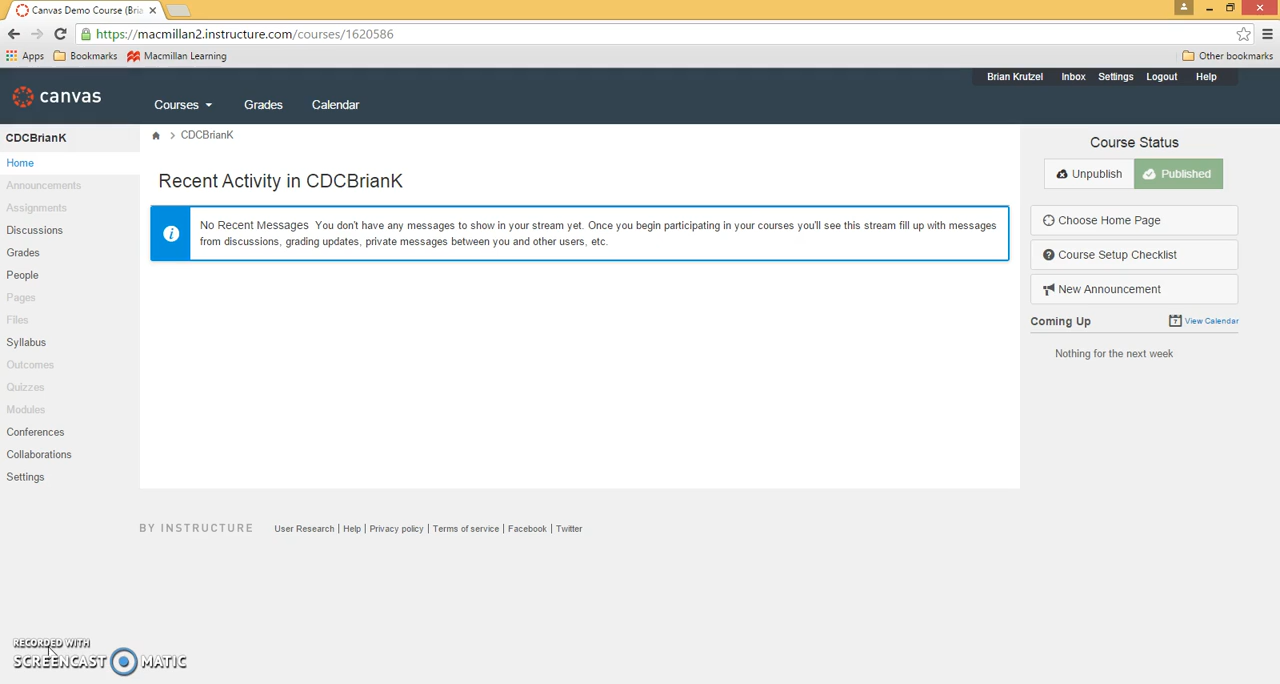 Canvas Demo Course (Bria
https://macmillan2.instructure.com/courses/1620586
Apps Bookmarks Macmillan Learning Other bookmarks
Brian Krutzel Inbox Settings Logout Help
canvas
Courses Grades Calendar
CDCBrianK
Home
Announcements
Assignments
Discussions
Grades
People
Pages
Files
Syllabus
Outcomes
Quizzes
Modules
Conferences
Collaborations
Settings
> CDCBrianK
Recent Activity in CDCBrianK
No Recent Messages You don't have any messages to show in your stream yet. Once you begin participating in your courses you'll see this stream fill up with messages
from discussions, grading updates, private messages between you and other users, etc.
Course Status
Unpublish Published
Choose Home Page
Course Setup Checklist
New Announcement
Coming Up View Calendar
Nothing for the next week
BY INSTRUCTURE User Research | Help | Privacy policy | Terms of service | Facebook | Twitter
RECORDED WITH
SCREENCAST MATIC